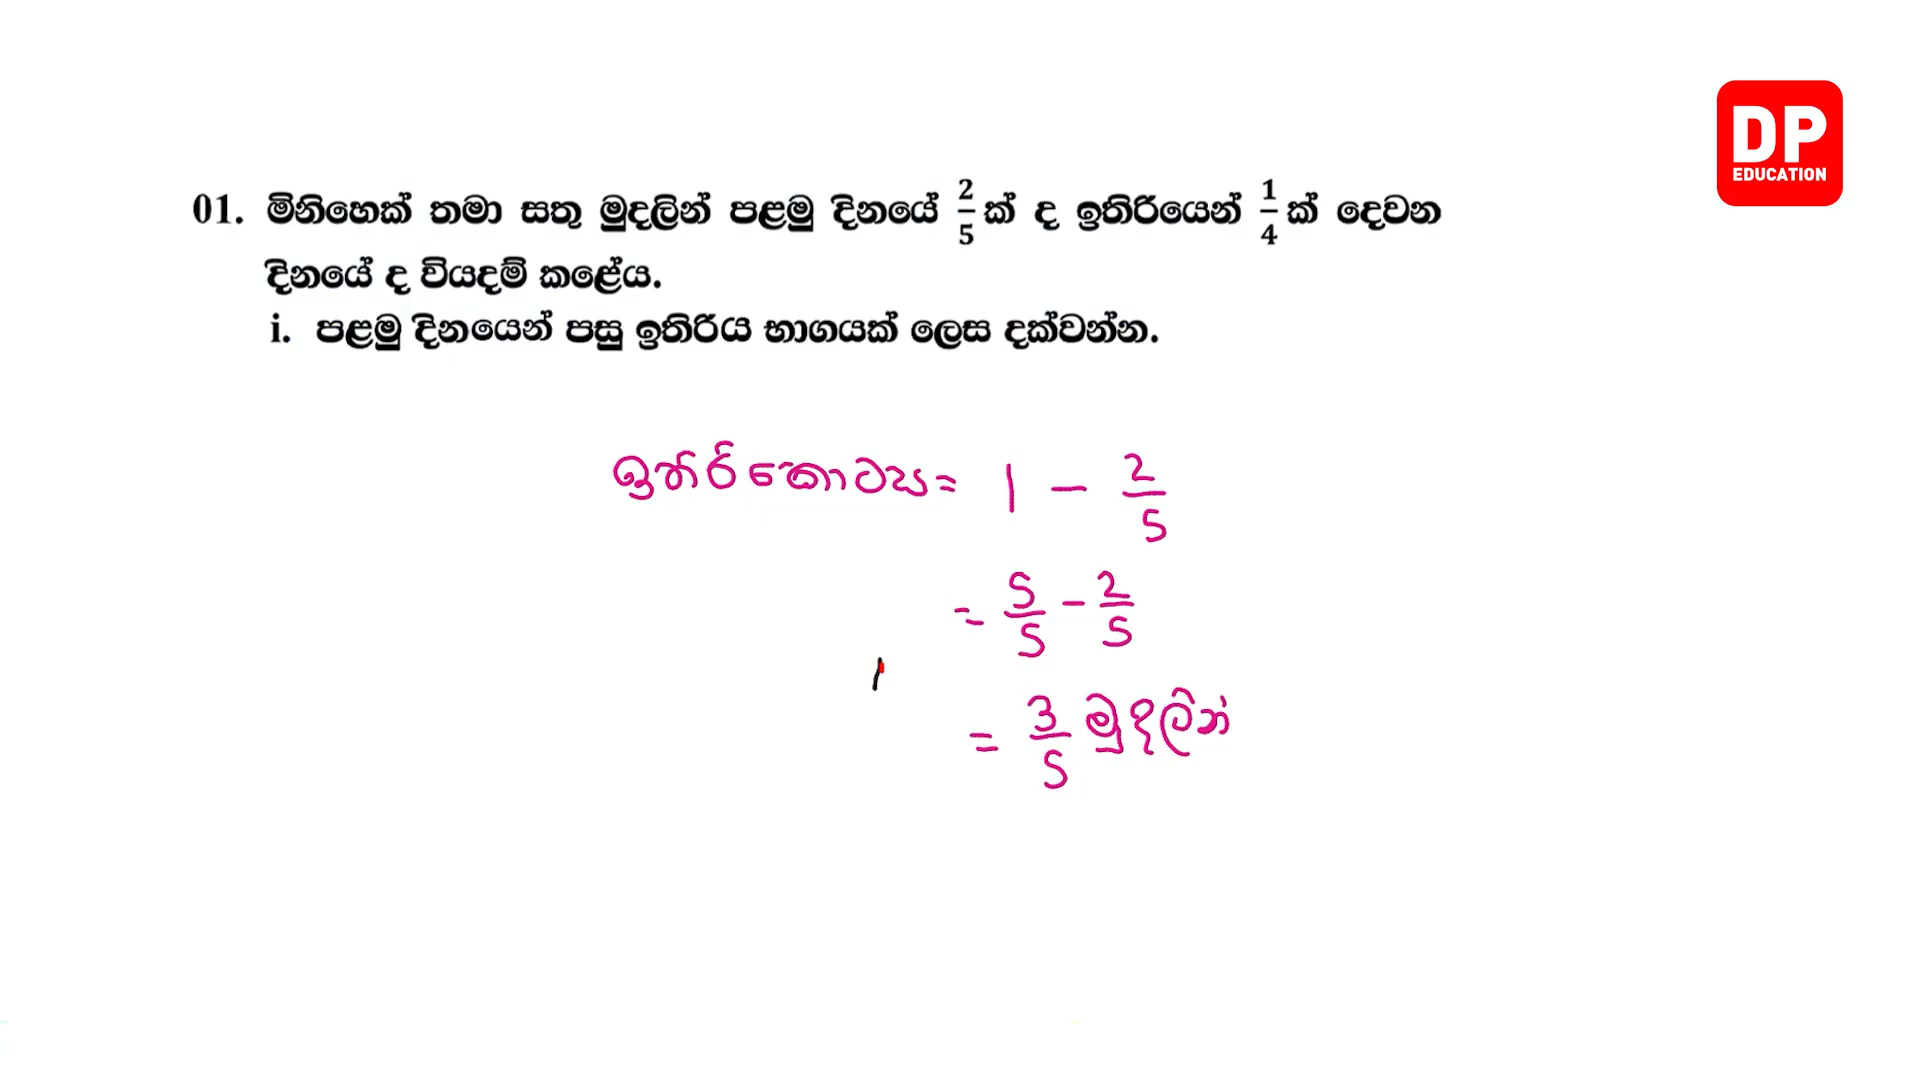 DP
EDUCATION
01. මිනිහෙක් තමා සතු මුදලින් පළමු දිනයේ 2/5 ක් ද ඉතිරියෙන් 1/4 ක් දෙවන
දිනයේ ද වියදම් කළේය.
i. පළමු දිනයෙන් පසු ඉතිරිය භාගයක් ලෙස දක්වන්න.
ඉතිරි කොටස = 1 - 2/5
= 5/5 - 2/5
= 3/5 මුදලින්